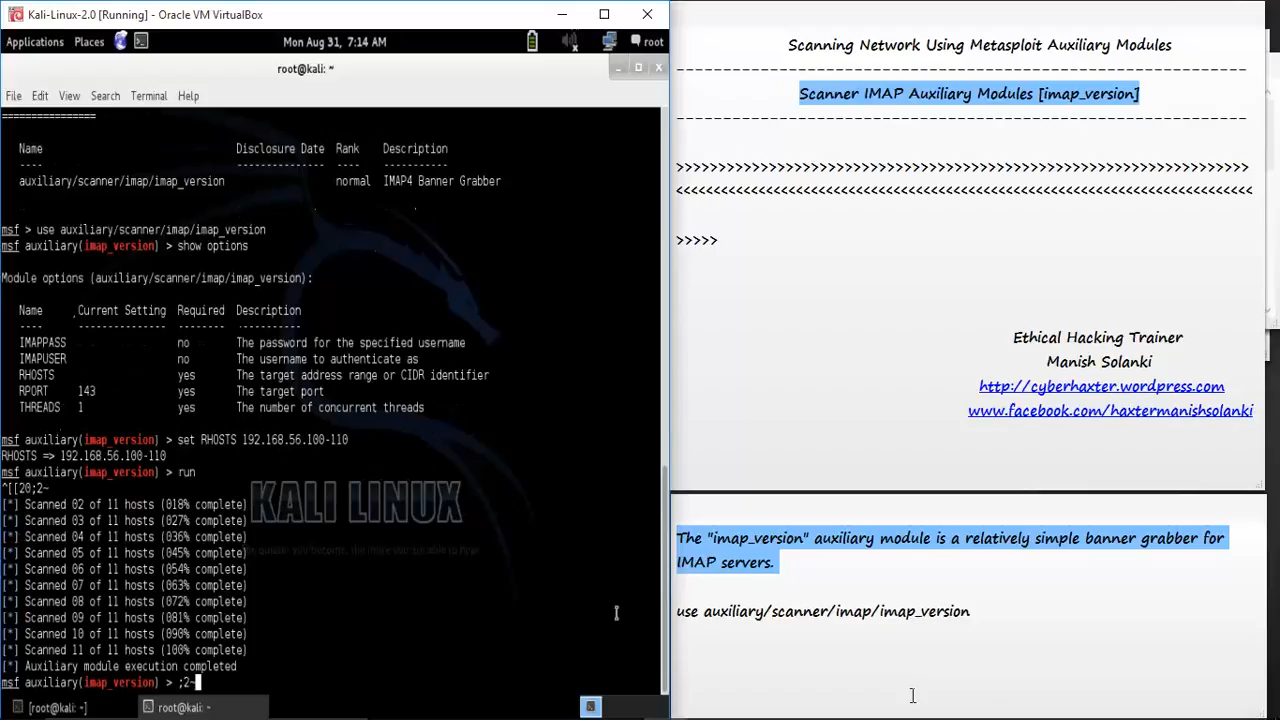 Kali-Linux-2.0 [Running] - Oracle VM VirtualBox
Applications Places Mon Aug 31, 7:14 AM root
root@kali: ~
File Edit View Search Terminal Help
================
Name Disclosure Date Rank Description
---- --------------- ---- -----------
auxiliary/scanner/imap/imap_version normal IMAP4 Banner Grabber
msf > use auxiliary/scanner/imap/imap_version
msf auxiliary(imap_version) > show options
Module options (auxiliary/scanner/imap/imap_version):
Name Current Setting Required Description
---- --------------- -------- -----------
IMAPPASS no The password for the specified username
IMAPUSER no The username to authenticate as
RHOSTS yes The target address range or CIDR identifier
RPORT 143 yes The target port
THREADS 1 yes The number of concurrent threads
msf auxiliary(imap_version) > set RHOSTS 192.168.56.100-110
RHOSTS => 192.168.56.100-110
msf auxiliary(imap_version) > run
^[[20;2~
[*] Scanned 02 of 11 hosts (018% complete)
[*] Scanned 03 of 11 hosts (027% complete)
[*] Scanned 04 of 11 hosts (036% complete)
[*] Scanned 05 of 11 hosts (045% complete)
[*] Scanned 06 of 11 hosts (054% complete)
[*] Scanned 07 of 11 hosts (063% complete)
[*] Scanned 08 of 11 hosts (072% complete)
[*] Scanned 09 of 11 hosts (081% complete)
[*] Scanned 10 of 11 hosts (090% complete)
[*] Scanned 11 of 11 hosts (100% complete)
[*] Auxiliary module execution completed
msf auxiliary(imap_version) > ;2~
KALI LINUX
[root@kali: ~] root@kali: ~
Scanning Network Using Metasploit Auxiliary Modules
--------------------------------------------------------------------
Scanner IMAP Auxiliary Modules [imap_version]
--------------------------------------------------------------------
>>>>>>>>>>>>>>>>>>>>>>>>>>>>>>>>>>>>>>>>>>>>>>>>>>>>>>>>>>>>>>>>>>>>
<<<<<<<<<<<<<<<<<<<<<<<<<<<<<<<<<<<<<<<<<<<<<<<<<<<<<<<<<<<<<<<<<<<<
>>>>>
Ethical Hacking Trainer
Manish Solanki
http://cyberhaxter.wordpress.com
www.facebook.com/haxtermanishsolanki
The "imap_version" auxiliary module is a relatively simple banner grabber for
IMAP servers.
use auxiliary/scanner/imap/imap_version